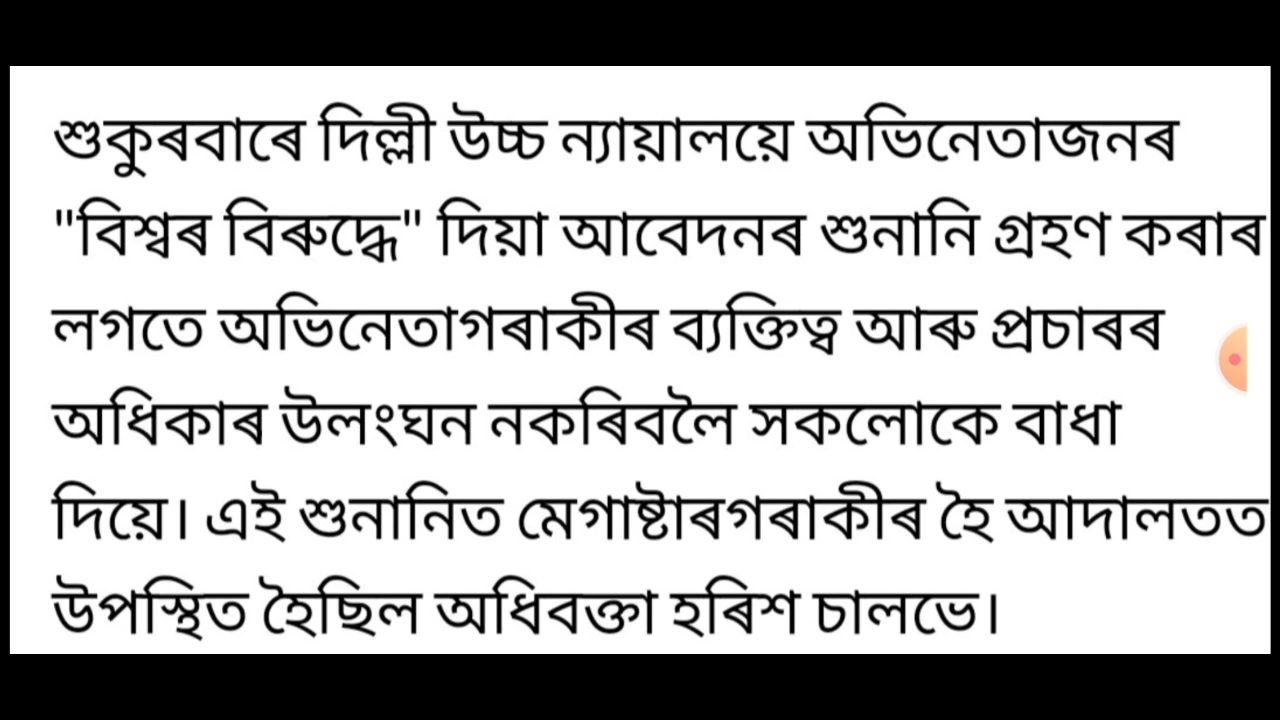 শুকুৰবাৰে দিল্লী উচ্চ ন্যায়ালয়ে অভিনেতাজনৰ
"বিশ্বৰ বিৰুদ্ধে" দিয়া আবেদনৰ শুনানি গ্ৰহণ কৰাৰ
লগতে অভিনেতাগৰাকীৰ ব্যক্তিত্ব আৰু প্ৰচাৰৰ
অধিকাৰ উলংঘন নকৰিবলৈ সকলোকে বাধা
দিয়ে। এই শুনানিত মেগাষ্টাৰগৰাকীৰ হৈ আদালতত
উপস্থিত হৈছিল অধিবক্তা হৰিশ চালভে।